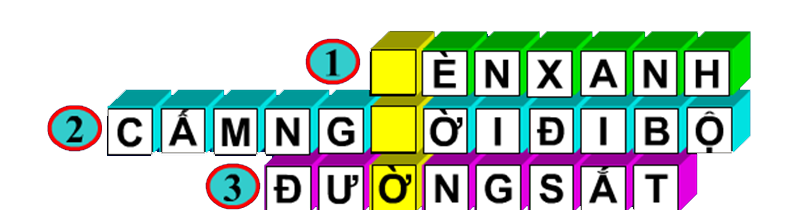 1 ÈNXANH
2 CẤMNG ỜIĐIBỘ
3 ĐƯỜNGSẮT